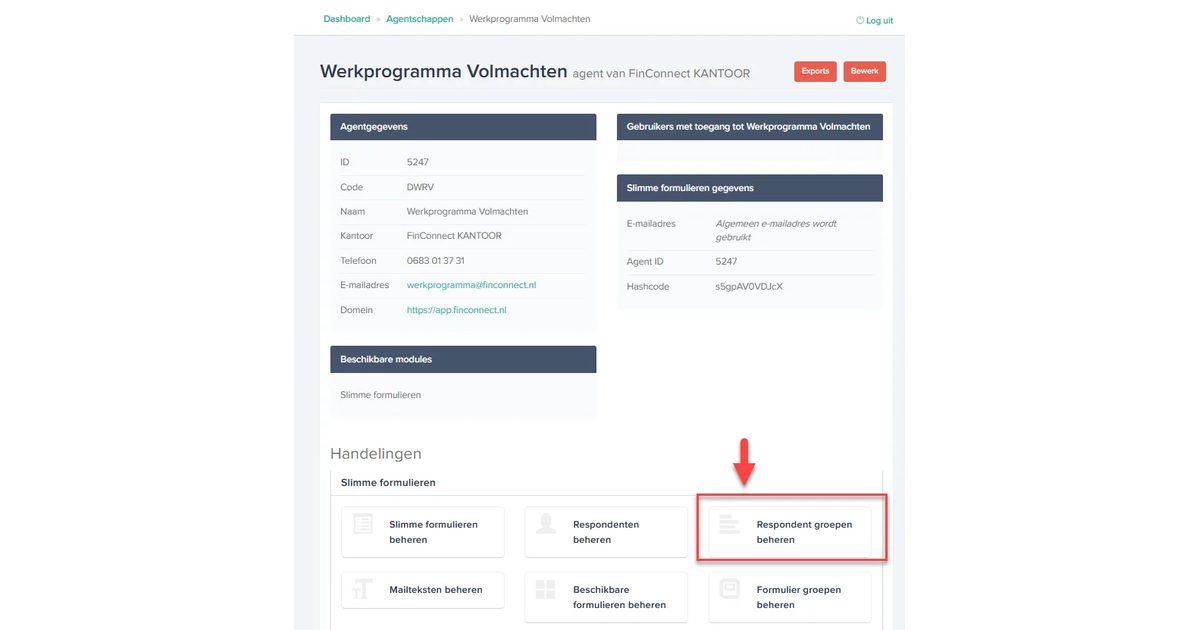 Dashboard » Agentschappen » Werkprogramma Volmachten
Log uit
Werkprogramma Volmachten agent van FinConnect KANTOOR
Exports
Bewerk
Agentgegevens
ID 5247
Code DWRV
Naam Werkprogramma Volmachten
Kantoor FinConnect KANTOOR
Telefoon 0683 01 37 31
E-mailadres werkprogramma@finconnect.nl
Domein https://app.finconnect.nl
Beschikbare modules
Slimme formulieren
Gebruikers met toegang tot Werkprogramma Volmachten
Slimme formulieren gegevens
E-mailadres Algemeen e-mailadres wordt
gebruikt
Agent ID 5247
Hashcode s5gpAV0VDJcX
Handelingen
Slimme formulieren
Slimme formulieren
beheren
Respondenten
beheren
Respondent groepen
beheren
Mailteksten beheren
Beschikbare
formulieren beheren
Formulier groepen
beheren